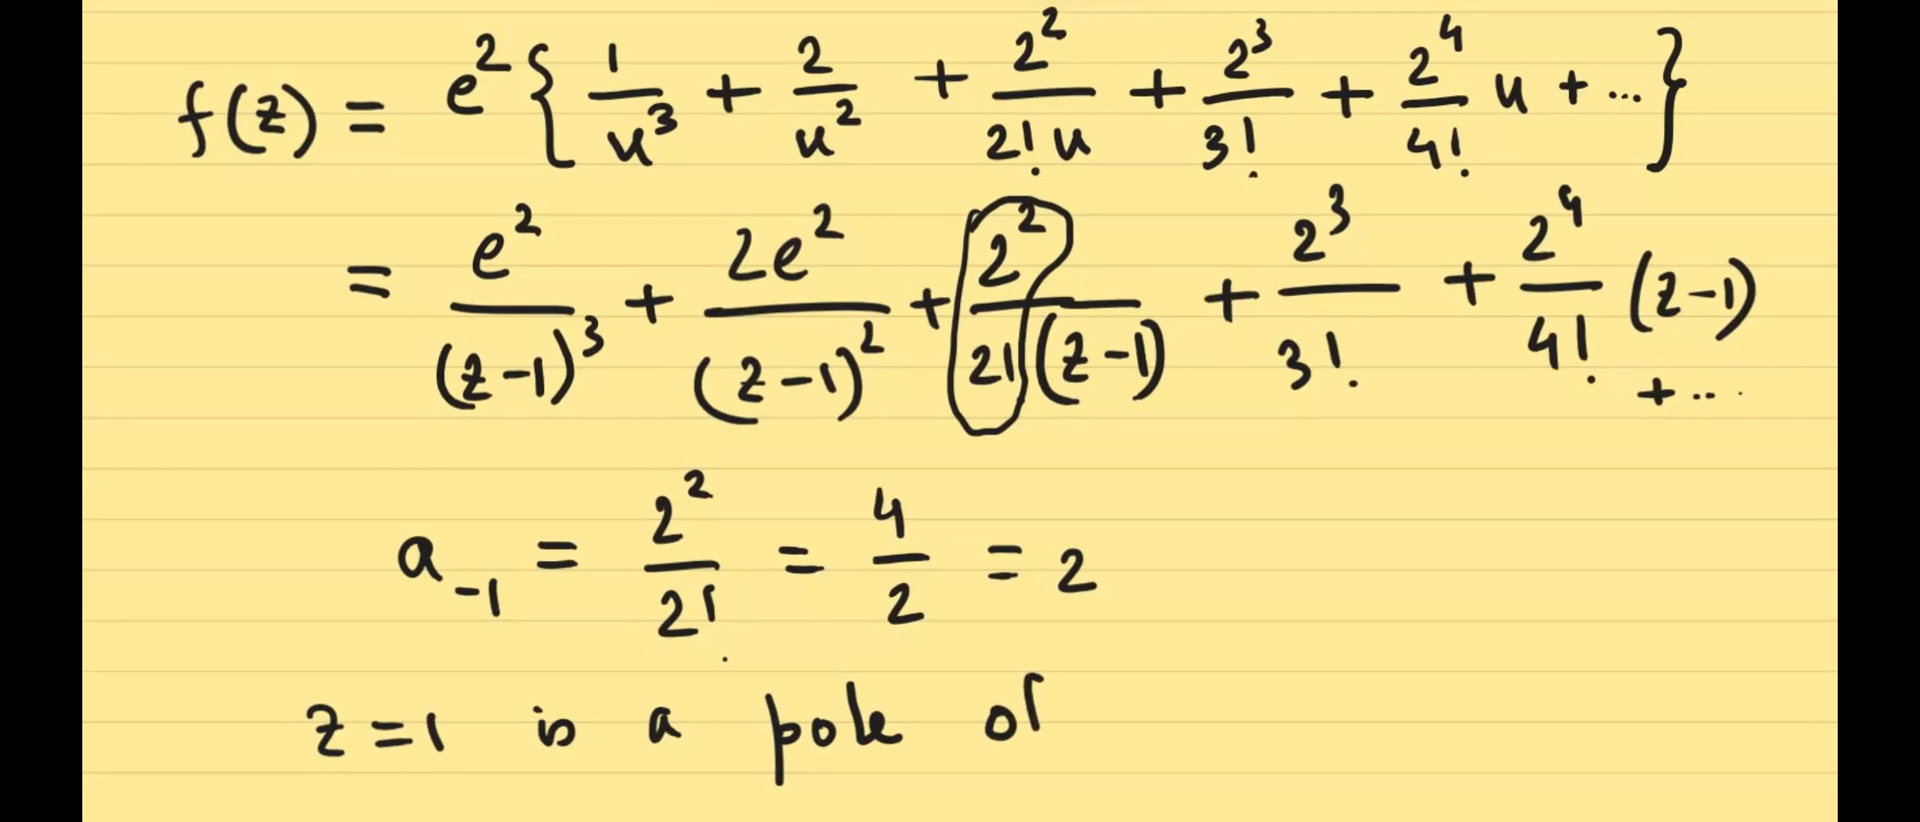 f(z) = e² { 1/u³ + 2/u² + 2²/2!u + 2³/3! + 2⁴/4! u + ... }
= e²/(z-1)³ + 2e²/(z-1)² + 2²/2!(z-1) + 2³/3! + 2⁴/4! (z-1)
+ ...
a₋₁ = 2²/2! = 4/2 = 2
z = 1 is a pole of